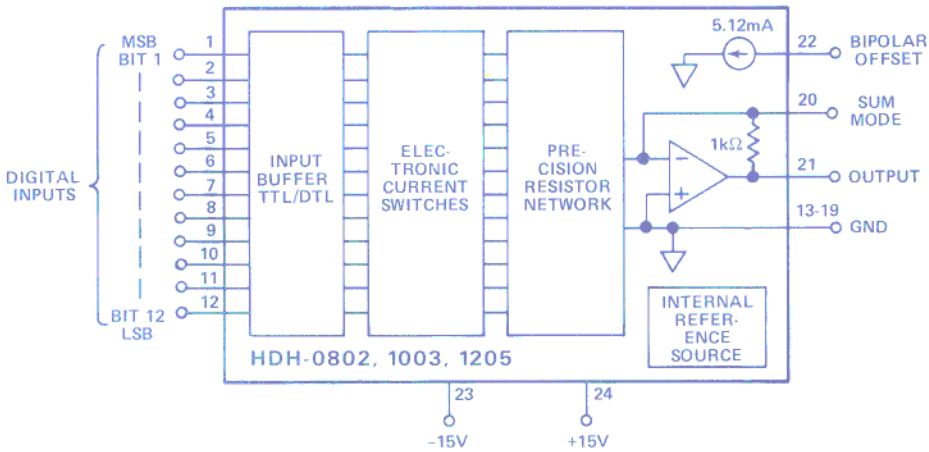 MSB
BIT 1
1
2
3
4
5
6
7
8
9
10
11
12
DIGITAL
INPUTS
BIT 12
LSB
INPUT
BUFFER
TTL/DTL
ELEC-
TRONIC
CURRENT
SWITCHES
PRE-
CISION
RESISTOR
NETWORK
5.12mA
22
BIPOLAR
OFFSET
20
SUM
MODE
1kΩ
−
+
21
OUTPUT
13-19
GND
INTERNAL
REFER-
ENCE
SOURCE
HDH-0802, 1003, 1205
23
-15V
24
+15V